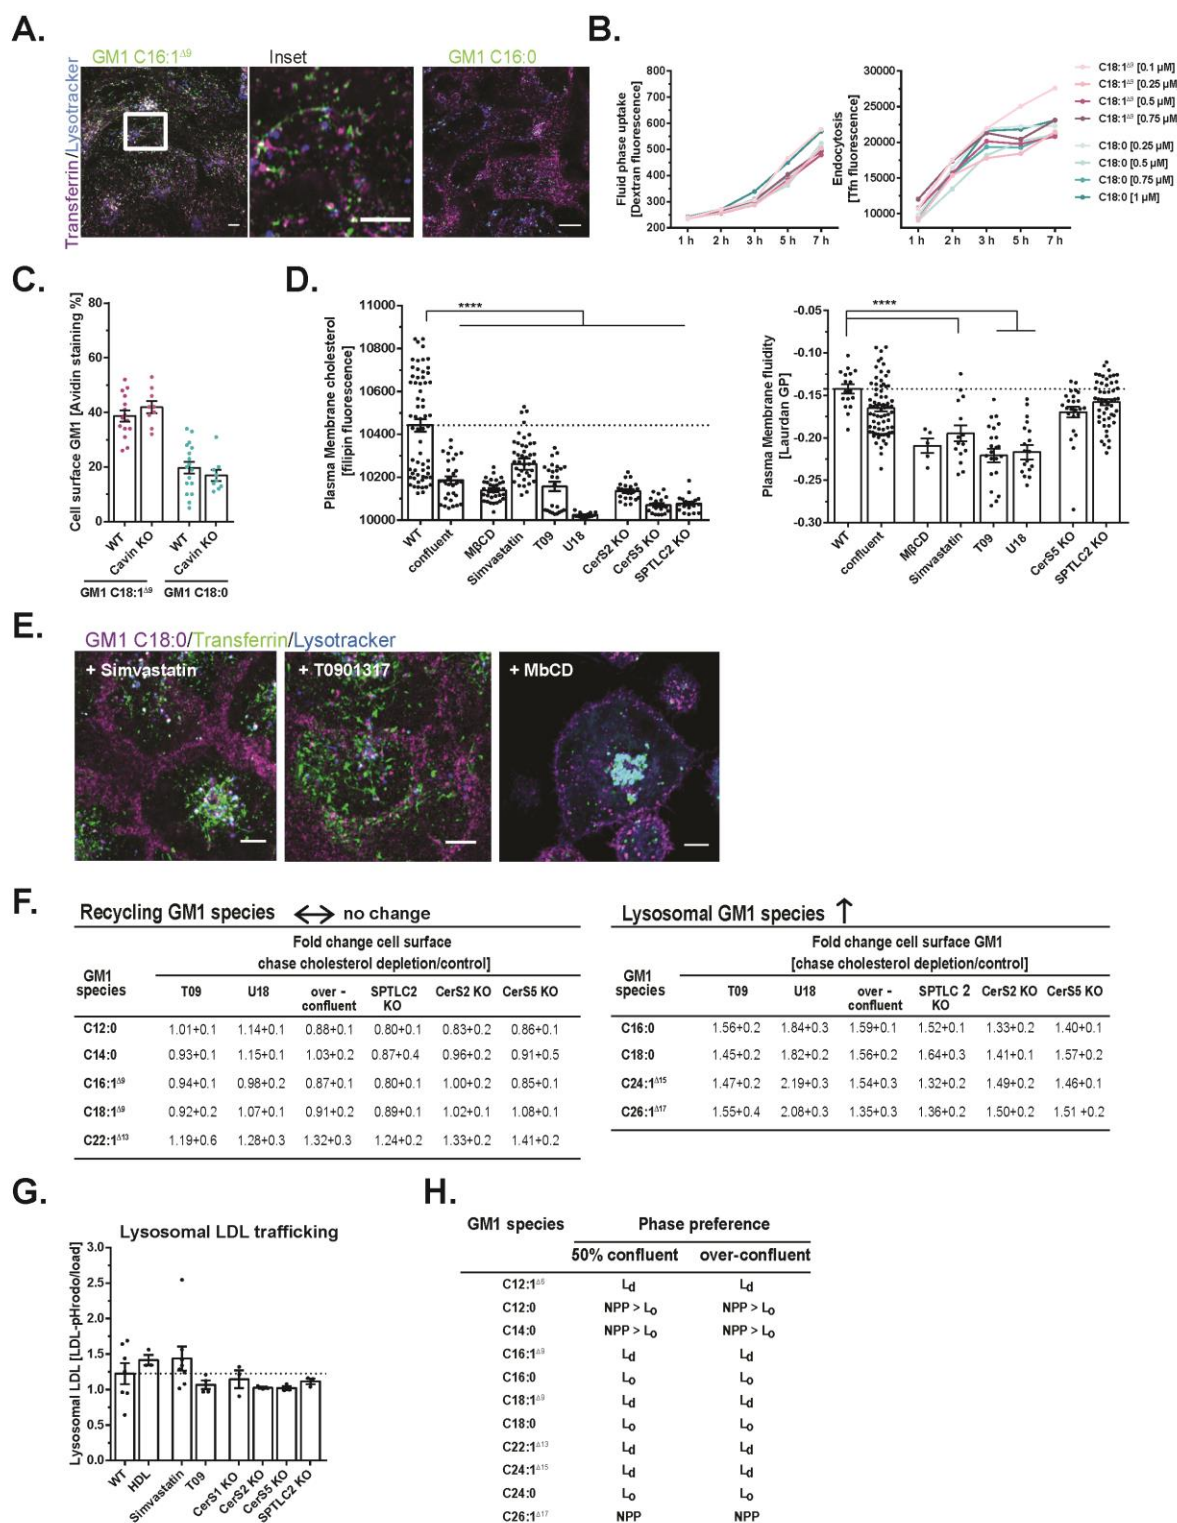 A.
GM1 C16:1Δ9
Inset
GM1 C16:0
Transferrin/Lysotracker
B.
Fluid phase uptake
[Dextran fluorescence]
800
700
600
500
400
300
200
1 h 2 h 3 h 5 h 7 h
Endocytosis
[Tfn fluorescence]
30000
25000
20000
15000
10000
1 h 2 h 3 h 5 h 7 h
C18:1Δ9 [0.1 µM]
C18:1Δ9 [0.25 µM]
C18:1Δ9 [0.5 µM]
C18:1Δ9 [0.75 µM]
C18:0 [0.25 µM]
C18:0 [0.5 µM]
C18:0 [0.75 µM]
C18:0 [1 µM]
C.
Cell surface GM1 [Avidin staining %]
80
60
40
20
0
WT
Cavin KO
WT
Cavin KO
GM1 C18:1Δ9
GM1 C18:0
D.
Plasma Membrane cholesterol
[filipin fluorescence]
11000
10800
10600
10400
10200
10000
****
WT
confluent
MβCD
Simvastatin
T09
U18
CerS2 KO
CerS5 KO
SPTLC2 KO
Plasma Membrane fluidity
[Laurdan GP]
-0.05
-0.10
-0.15
-0.20
-0.25
-0.30
****
WT
confluent
MβCD
Simvastatin
T09
U18
CerS5 KO
SPTLC2 KO
E.
GM1 C18:0/Transferrin/Lysotracker
+ Simvastatin
+ T0901317
+ MbCD
F.
Recycling GM1 species ↔ no change
Fold change cell surface
chase cholesterol depletion/control]
GM1 species T09 U18 over - confluent SPTLC2 KO CerS2 KO CerS5 KO
C12:0 1.01+0.1 1.14+0.1 0.88+0.1 0.80+0.1 0.83+0.2 0.86+0.1
C14:0 0.93+0.1 1.15+0.1 1.03+0.2 0.87+0.4 0.96+0.2 0.91+0.5
C16:1Δ9 0.94+0.1 0.98+0.2 0.87+0.1 0.80+0.1 1.00+0.2 0.85+0.1
C18:1Δ9 0.92+0.2 1.07+0.1 0.91+0.2 0.89+0.1 1.02+0.1 1.08+0.1
C22:1Δ13 1.19+0.6 1.28+0.3 1.32+0.3 1.24+0.2 1.33+0.2 1.41+0.2
Lysosomal GM1 species ↑
Fold change cell surface GM1
[chase cholesterol depletion/control]
GM1 species T09 U18 over - confluent SPTLC 2 KO CerS2 KO CerS5 KO
C16:0 1.56+0.2 1.84+0.3 1.59+0.1 1.52+0.1 1.33+0.2 1.40+0.1
C18:0 1.45+0.2 1.82+0.2 1.56+0.2 1.64+0.3 1.41+0.1 1.57+0.2
C24:1Δ15 1.47+0.2 2.19+0.3 1.54+0.3 1.32+0.2 1.49+0.2 1.46+0.1
C26:1Δ17 1.55+0.4 2.08+0.3 1.35+0.3 1.36+0.2 1.50+0.2 1.51 +0.2
G.
Lysosomal LDL trafficking
Lysosomal LDL [LDL-pHrodo/load]
3.0
2.5
2.0
1.5
1.0
0.5
0.0
WT
HDL
Simvastatin
T09
CerS1 KO
CerS2 KO
CerS5 KO
SPTLC2 KO
H.
GM1 species Phase preference
50% confluent over-confluent
C12:1Δ5 Ld Ld
C12:0 NPP > Lo NPP > Lo
C14:0 NPP > Lo NPP > Lo
C16:1Δ9 Ld Ld
C16:0 Lo Lo
C18:1Δ9 Ld Ld
C18:0 Lo Lo
C22:1Δ13 Ld Ld
C24:1Δ15 Ld Ld
C24:0 Lo Lo
C26:1Δ17 NPP NPP